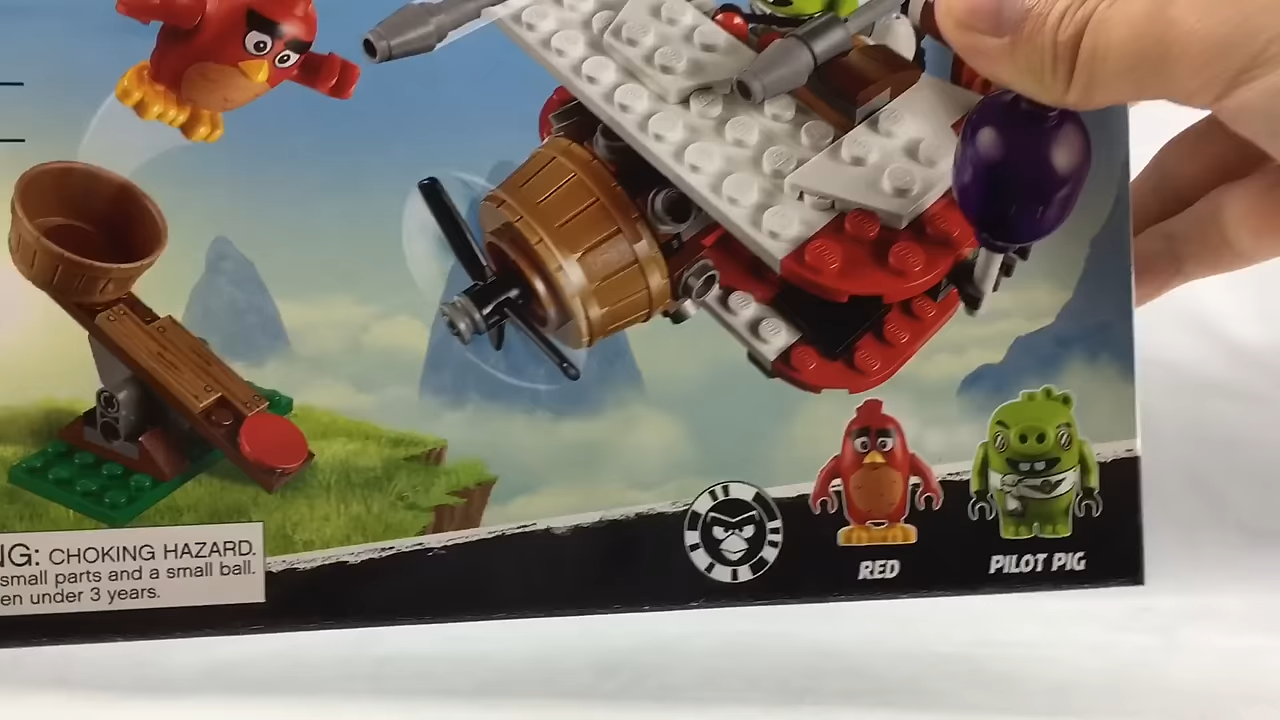 NG: CHOKING HAZARD.
small parts and a small ball.
en under 3 years.
RED
PILOT PIG